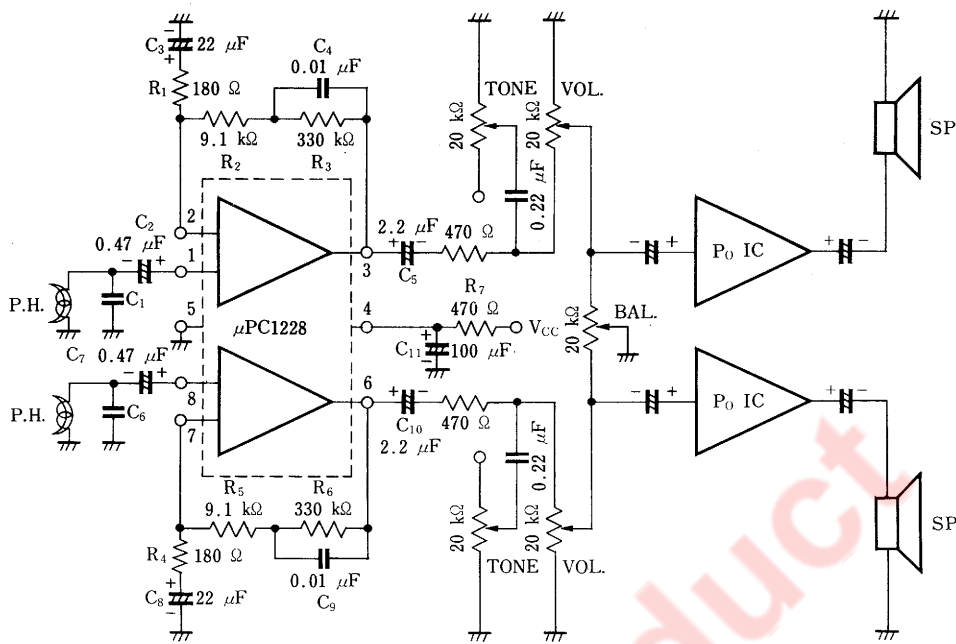 C3 22 μF
- +
C4
0.01 μF
R1 180 Ω
9.1 kΩ
R2
330 kΩ
R3
TONE
20 kΩ
VOL.
20 kΩ
0.22 μF
SP
C2
0.47 μF
- +
2
1
3
2.2 μF
+ -
C5
470 Ω
- +
PO IC
+ -
P.H.
C1
5
μPC1228
4
R7
470 Ω
VCC
C11 100 μF
+ -
20 kΩ
BAL.
C7 0.47 μF
- +
P.H.
C6
8
7
6
+ -
C10
2.2 μF
470 Ω
0.22 μF
- +
PO IC
+ -
R5
9.1 kΩ
R6
330 kΩ
R4 180 Ω
0.01 μF
C9
C8 22 μF
+ -
20 kΩ
TONE
20 kΩ
VOL.
SP
duct